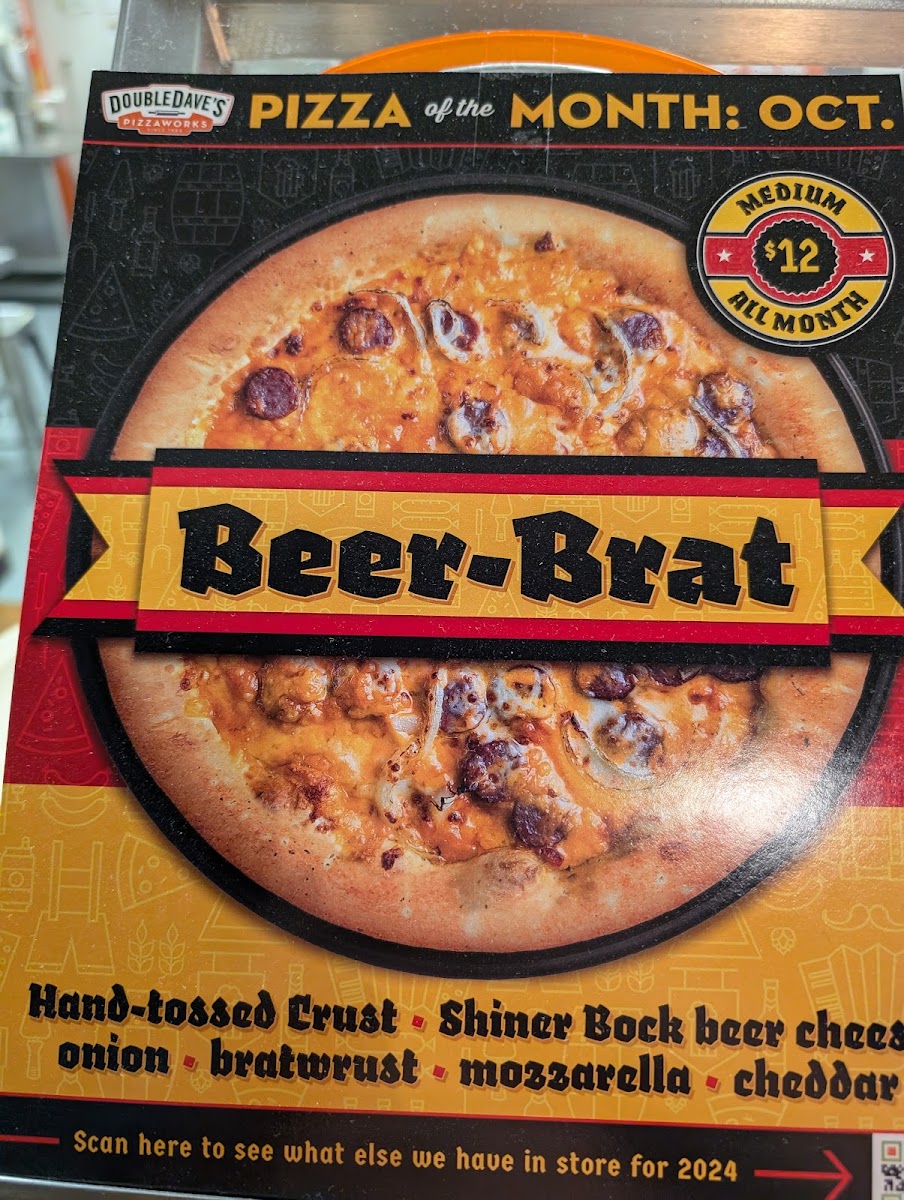 DOUBLEDAVE'S
PIZZAWORKS
PIZZA of the MONTH: OCT.
MEDIUM
$12
ALL MONTH
Beer-Brat
Hand-tossed Crust • Shiner Bock beer chees
onion • bratwrust • mozzarella • cheddar
Scan here to see what else we have in store for 2024